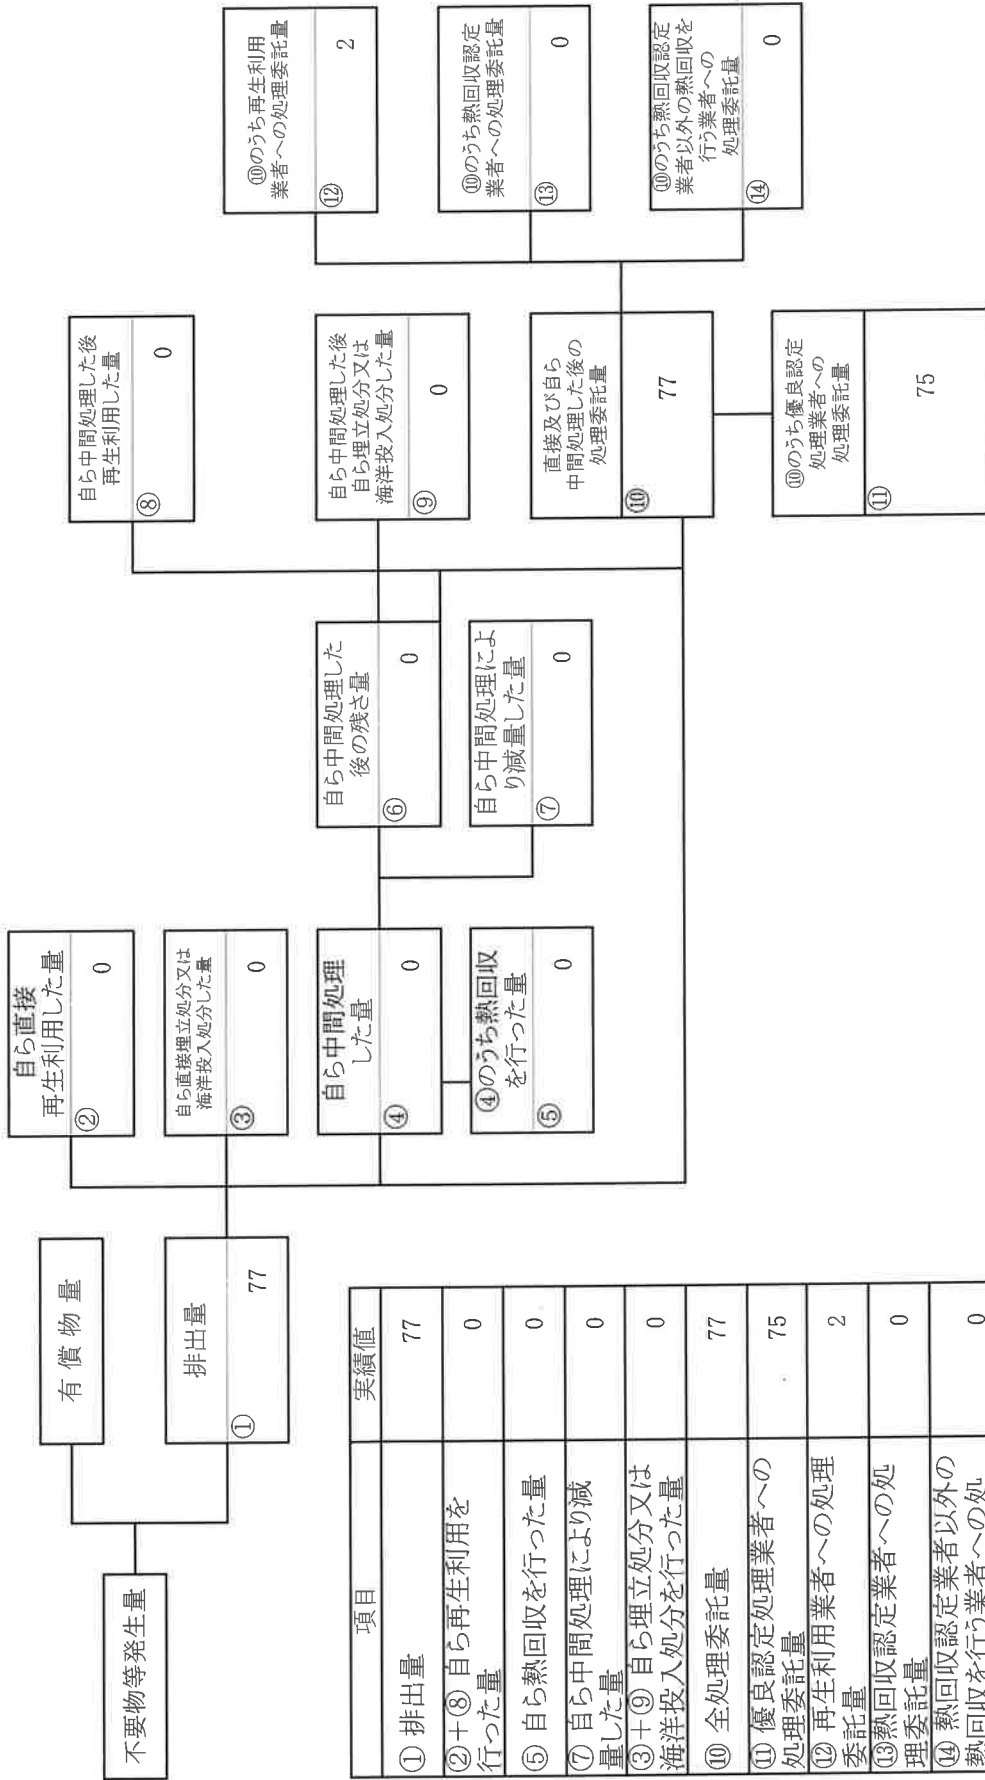 不要物等発生量
有償物量
排出量
① 77
自ら直接
再生利用した量
② 0
自ら直接埋立処分又は
海洋投入処分した量
③ 0
自ら中間処理
した量
④ 0
④のうち熱回収
を行った量
⑤ 0
自ら中間処理した
後の残さ量
⑥ 0
自ら中間処理によ
り減量した量
⑦ 0
自ら中間処理した後
再生利用した量
⑧ 0
自ら中間処理した後
自ら埋立処分又は
海洋投入処分した量
⑨ 0
直接及び自ら
中間処理した後の
処理委託量
⑩ 77
⑩のうち優良認定
処理業者への
処理委託量
⑪ 75
⑩のうち再生利用
業者への処理委託量
⑫ 2
⑩のうち熱回収認定
業者への処理委託量
⑬ 0
⑩のうち熱回収認定
業者以外の熱回収を
行う業者への
処理委託量
⑭ 0
項目 実績値
① 排出量 77
②＋⑧ 自ら再生利用を
行った量 0
⑤ 自ら熱回収を行った量 0
⑦ 自ら中間処理により減
量した量 0
③＋⑨ 自ら埋立処分又は
海洋投入処分を行った量 0
⑩ 全処理委託量 77
⑪ 優良認定処理業者への
処理委託量 75
⑫ 再生利用業者への処理
委託量 2
⑬熱回収認定業者への処
理委託量 0
⑭ 熱回収認定業者以外の
熱回収を行う業者への処 0